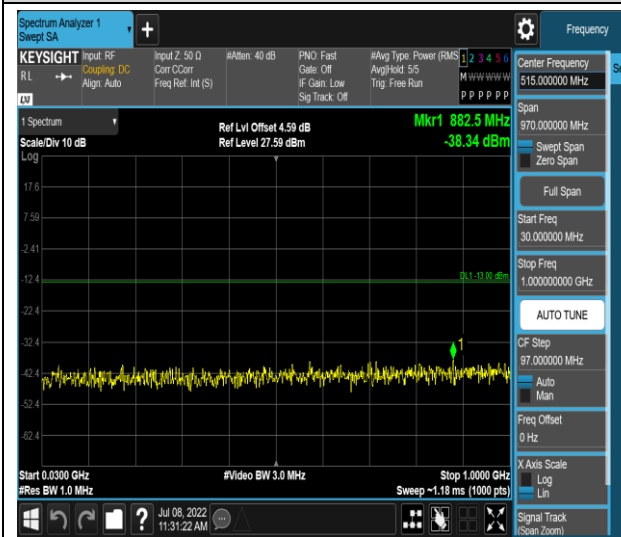 Spectrum Analyzer 1
Swept SA
+
Frequency
KEYSIGHT
Input: RF
Coupling: DC
Align: Auto
Input Z: 50 Ω
Corr CCorr
Freq Ref: Int (S)
#Atten: 40 dB
PNO: Fast
Gate: Off
IF Gain: Low
Sig Track: Off
#Avg Type: Power (RMS
Avg|Hold: 5/5
Trig: Free Run
1 2 3 4 5 6
M W W W W W
P P P P P P
RL
LXI
1 Spectrum
Scale/Div 10 dB
Log
Ref Lvl Offset 4.59 dB
Ref Level 27.59 dBm
Mkr1 882.5 MHz
-38.34 dBm
17.6
7.59
-2.41
-12.4
-22.4
-32.4
-42.4
-52.4
-62.4
DL1 -13.00 dBm
1
Start 0.0300 GHz
#Res BW 1.0 MHz
#Video BW 3.0 MHz
Stop 1.0000 GHz
Sweep ~1.18 ms (1000 pts)
?
Jul 08, 2022
11:31:22 AM
Center Frequency
515.000000 MHz
Span
970.000000 MHz
Swept Span
Zero Span
Full Span
Start Freq
30.000000 MHz
Stop Freq
1.000000000 GHz
AUTO TUNE
CF Step
97.000000 MHz
Auto
Man
Freq Offset
0 Hz
X Axis Scale
Log
Lin
Signal Track
(Span Zoom)